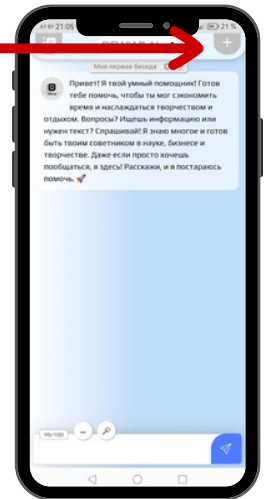 21:05
21 %
Моя первая беседа
Привет! Я твой умный помощник! Готов
тебе помочь, чтобы ты мог сэкономить
время и наслаждаться творчеством и
отдыхом. Вопросы? Ищешь информацию или
нужен текст? Спрашивай! Я знаю многое и готов
быть твоим советником в науке, бизнесе и
творчестве. Даже если просто хочешь
пообщаться, я здесь! Расскажи, и я постараюсь
помочь. 🚀
99/100